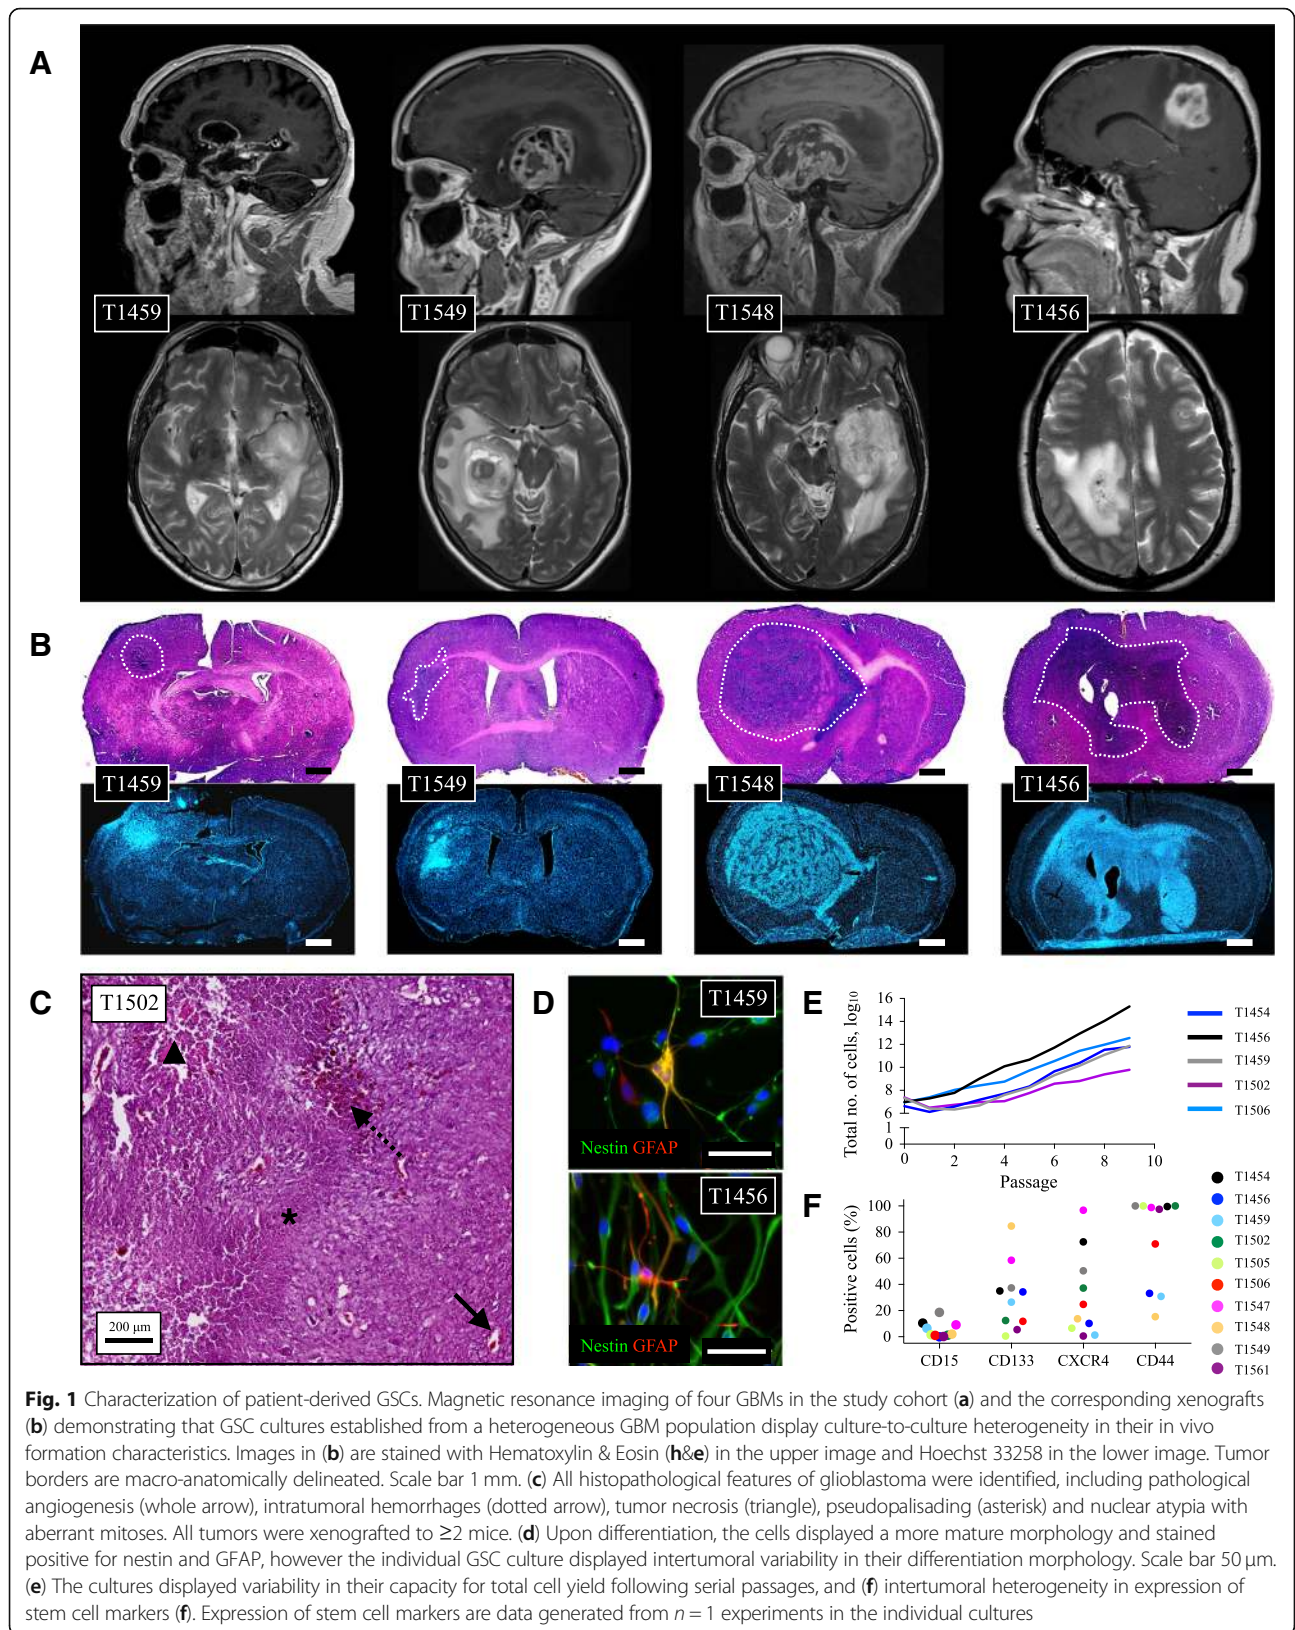 A
T1459
T1549
T1548
T1456
B
T1459
T1549
T1548
T1456
C
T1502
200 μm
D
T1459
Nestin GFAP
T1456
Nestin GFAP
E
Total no. of cells, log10
16
14
12
10
8
6
1
0
0 2 4 6 8 10
Passage
T1454
T1456
T1459
T1502
T1506
F
Positive cells (%)
100
80
60
40
20
0
CD15 CD133 CXCR4 CD44
T1454
T1456
T1459
T1502
T1505
T1506
T1547
T1548
T1549
T1561
Fig. 1 Characterization of patient-derived GSCs. Magnetic resonance imaging of four GBMs in the study cohort (a) and the corresponding xenografts
(b) demonstrating that GSC cultures established from a heterogeneous GBM population display culture-to-culture heterogeneity in their in vivo
formation characteristics. Images in (b) are stained with Hematoxylin & Eosin (h&e) in the upper image and Hoechst 33258 in the lower image. Tumor
borders are macro-anatomically delineated. Scale bar 1 mm. (c) All histopathological features of glioblastoma were identified, including pathological
angiogenesis (whole arrow), intratumoral hemorrhages (dotted arrow), tumor necrosis (triangle), pseudopalisading (asterisk) and nuclear atypia with
aberrant mitoses. All tumors were xenografted to ≥2 mice. (d) Upon differentiation, the cells displayed a more mature morphology and stained
positive for nestin and GFAP, however the individual GSC culture displayed intertumoral variability in their differentiation morphology. Scale bar 50 μm.
(e) The cultures displayed variability in their capacity for total cell yield following serial passages, and (f) intertumoral heterogeneity in expression of
stem cell markers (f). Expression of stem cell markers are data generated from n = 1 experiments in the individual cultures